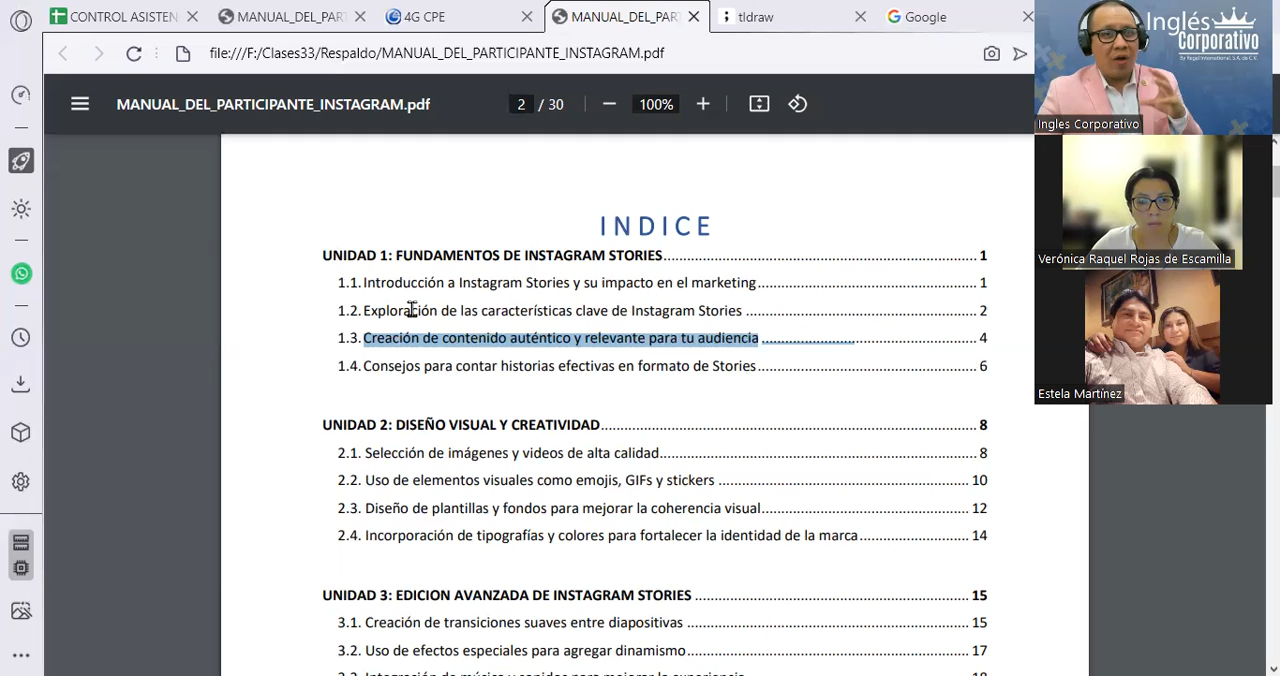 CONTROL ASISTEN
MANUAL_DEL_PAR
4G CPE
MANUAL_DEL_PAR
tldraw
Google
file:///F:/Clases33/Respaldo/MANUAL_DEL_PARTICIPANTE_INSTAGRAM.pdf
MANUAL_DEL_PARTICIPANTE_INSTAGRAM.pdf
2 / 30
100%
INDICE
UNIDAD 1: FUNDAMENTOS DE INSTAGRAM STORIES 1
1.1. Introducción a Instagram Stories y su impacto en el marketing 1
1.2. Exploración de las características clave de Instagram Stories 2
1.3. Creación de contenido auténtico y relevante para tu audiencia 4
1.4. Consejos para contar historias efectivas en formato de Stories 6
UNIDAD 2: DISEÑO VISUAL Y CREATIVIDAD 8
2.1. Selección de imágenes y videos de alta calidad 8
2.2. Uso de elementos visuales como emojis, GIFs y stickers 10
2.3. Diseño de plantillas y fondos para mejorar la coherencia visual 12
2.4. Incorporación de tipografías y colores para fortalecer la identidad de la marca 14
UNIDAD 3: EDICION AVANZADA DE INSTAGRAM STORIES 15
3.1. Creación de transiciones suaves entre diapositivas 15
3.2. Uso de efectos especiales para agregar dinamismo 17
Inglés
Corporativo
By Regal International, S.A. de C.V.
Ingles Corporativo
Verónica Raquel Rojas de Escamilla
Estela Martínez